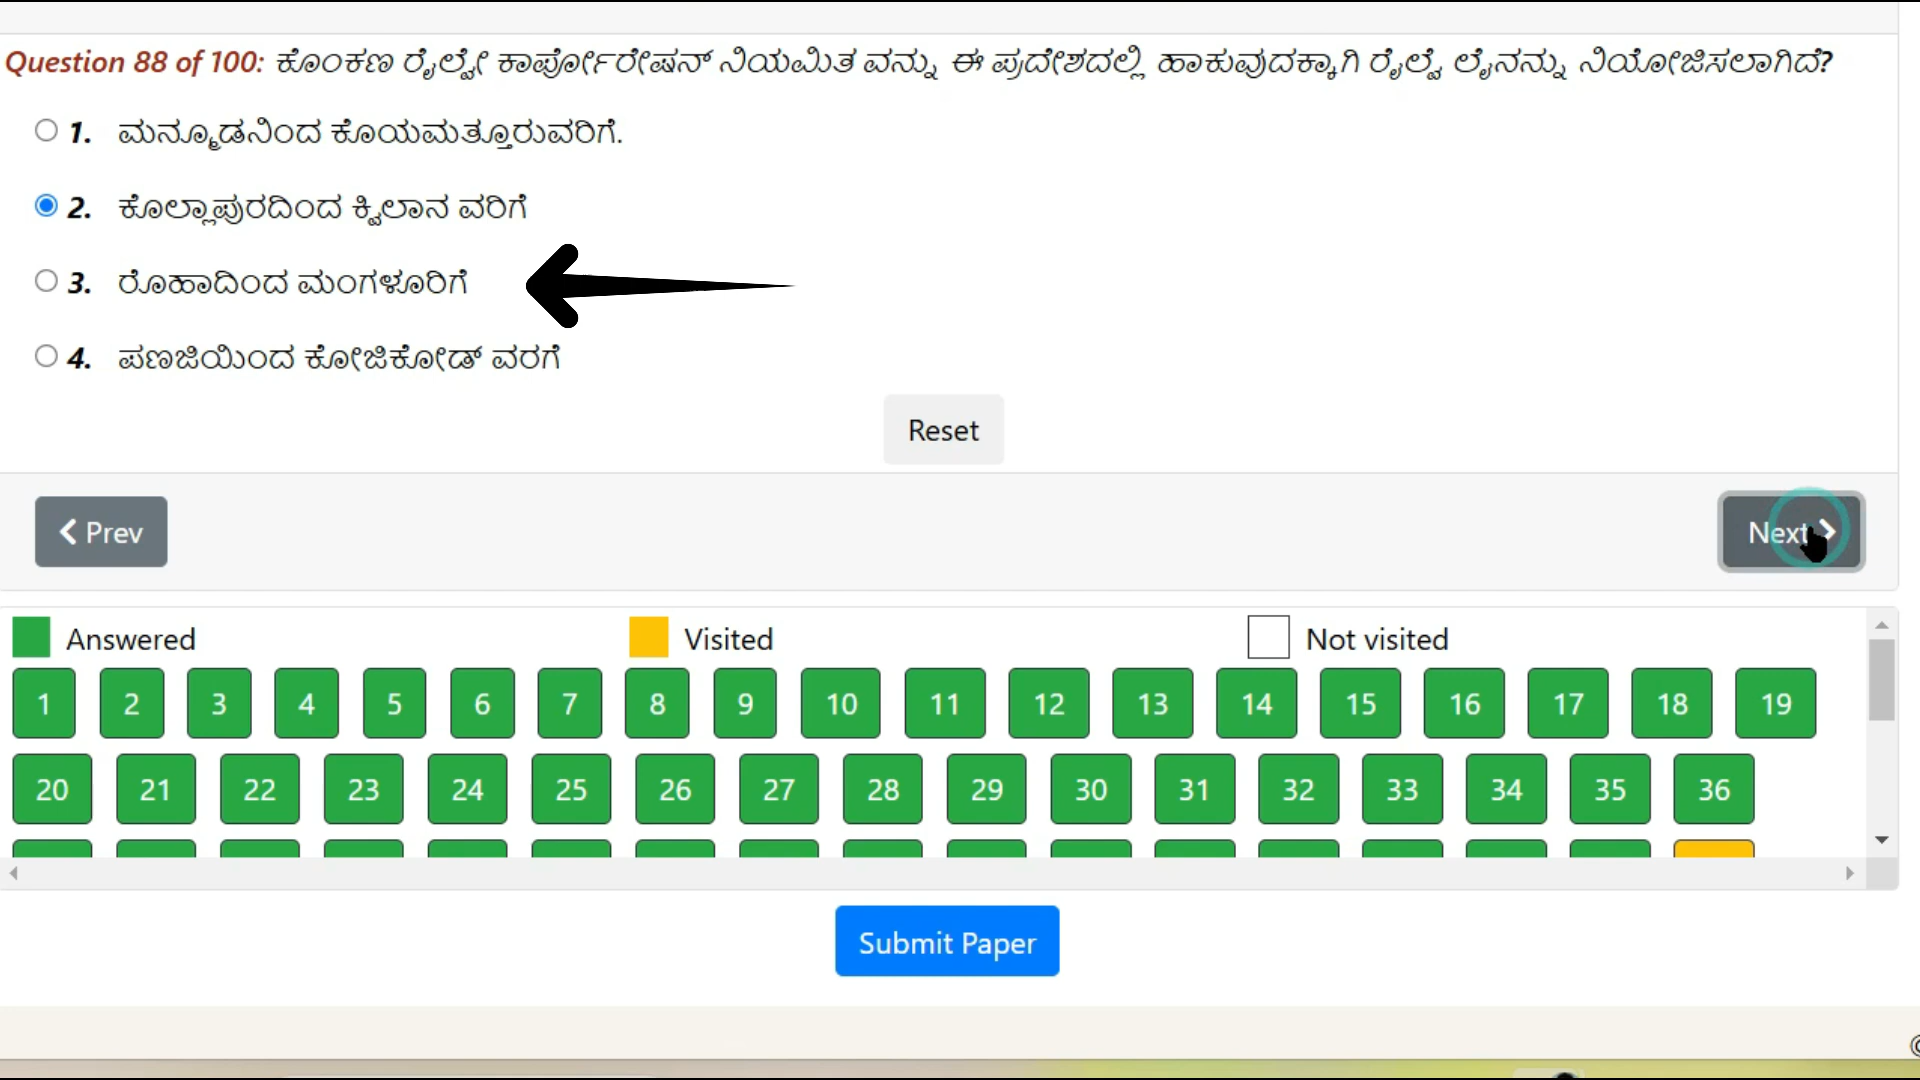 Question 88 of 100: ಕೊಂಕಣ ರೈಲ್ವೇ ಕಾರ್ಪೋರೇಷನ್ ನಿಯಮಿತ ವನ್ನು ಈ ಪ್ರದೇಶದಲ್ಲಿ ಹಾಕುವುದಕ್ಕಾಗಿ ರೈಲ್ವೆ ಲೈನನ್ನು ನಿಯೋಜಿಸಲಾಗಿದೆ?
1. ಮನ್ಮೂಡನಿಂದ ಕೊಯಮತ್ತೂರುವರಿಗೆ.
2. ಕೊಲ್ಲಾಪುರದಿಂದ ಕ್ವಿಲಾನ ವರಿಗೆ
3. ರೊಹಾದಿಂದ ಮಂಗಳೂರಿಗೆ
4. ಪಣಜಿಯಿಂದ ಕೋಜಿಕೋಡ್ ವರಗೆ
Reset
Prev Next
Answered Visited Not visited
1 2 3 4 5 6 7 8 9 10 11 12 13 14 15 16 17 18 19
20 21 22 23 24 25 26 27 28 29 30 31 32 33 34 35 36
Submit Paper